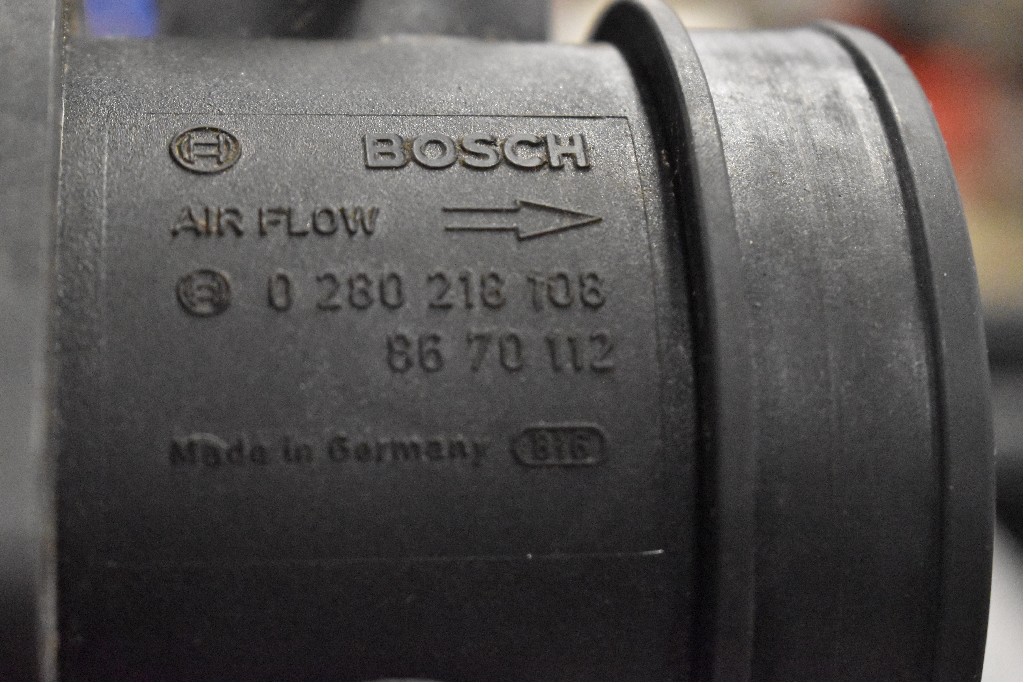 BOSCH
AIR FLOW
0 280 218 108
86 70 112
Made in Germany